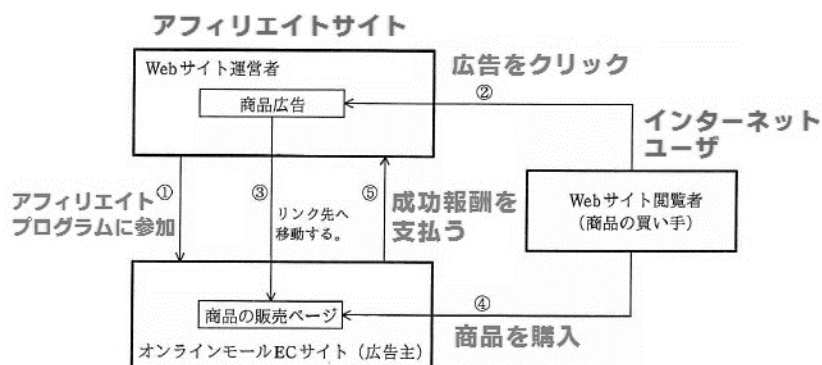 アフィリエイトサイト
Webサイト運営者
商品広告
広告をクリック
②
インターネット
ユーザ
①
アフィリエイト
プログラムに参加
③
リンク先へ
移動する。
⑤
成功報酬を
支払う
Webサイト閲覧者
（商品の買い手）
④
商品の販売ページ
商品を購入
オンラインモールECサイト（広告主）